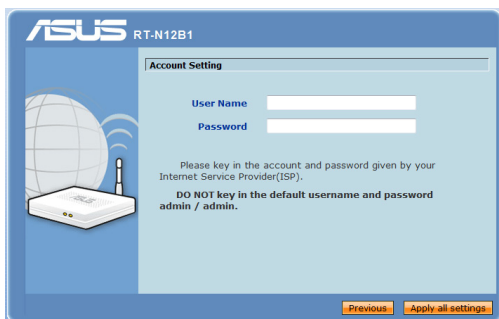 ASUS RT-N12B1
Account Setting
User Name
Password
Please key in the account and password given by your
Internet Service Provider(ISP).
DO NOT key in the default username and password
admin / admin.
ASUS
Previous Apply all settings